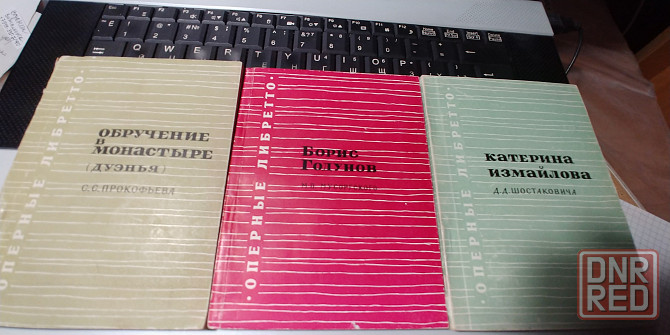 ·ОПЕРНЫЕ ЛИБРЕТТО·
ОБРУЧЕНИЕ
В
МОНАСТЫРЕ
(ДУЭНЬЯ)
С.С.ПРОКОФЬЕВА
·ОПЕРНЫЕ ЛИБРЕТТО·
Борис
Годунов
·ОПЕРНЫЕ ЛИБРЕТТО·
КАТЕРИНА
ИЗМАЙЛОВА
Д.Д.ШОСТАКОВИЧА
Q W E R T Y U I O P
DNR
RED